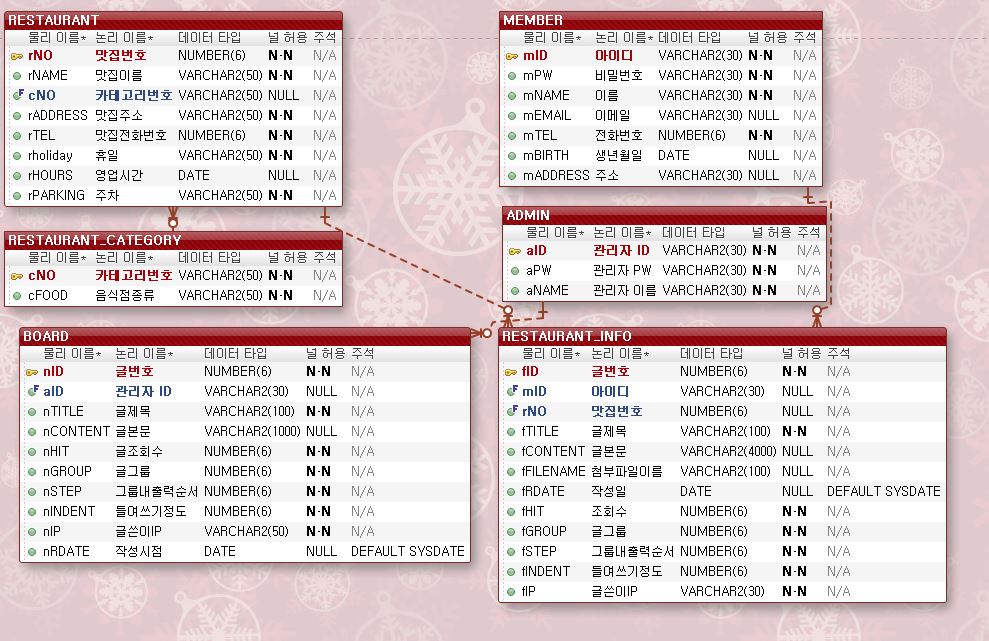 RESTAURANT
물리 이름* 논리 이름* 데이터 타입 널 허용 주석
rNO 맛집번호 NUMBER(6) N·N N/A
rNAME 맛집이름 VARCHAR2(50) N·N N/A
cNO 카테고리번호 VARCHAR2(50) NULL N/A
rADDRESS 맛집주소 VARCHAR2(50) N·N N/A
rTEL 맛집전화번호 NUMBER(6) N·N N/A
rholiday 휴일 VARCHAR2(50) N·N N/A
rHOURS 영업시간 DATE NULL N/A
rPARKING 주차 VARCHAR2(50) N·N N/A
RESTAURANT_CATEGORY
물리 이름* 논리 이름* 데이터 타입 널 허용 주석
cNO 카테고리번호 VARCHAR2(50) N·N N/A
cFOOD 음식점종류 VARCHAR2(50) N·N N/A
MEMBER
물리 이름* 논리 이름* 데이터 타입 널 허용 주석
mID 아이디 VARCHAR2(30) N·N N/A
mPW 비밀번호 VARCHAR2(30) N·N N/A
mNAME 이름 VARCHAR2(30) N·N N/A
mEMAIL 이메일 VARCHAR2(30) NULL N/A
mTEL 전화번호 NUMBER(6) N·N N/A
mBIRTH 생년월일 DATE NULL N/A
mADDRESS 주소 VARCHAR2(30) NULL N/A
ADMIN
물리 이름* 논리 이름* 데이터 타입 널 허용 주석
aID 관리자 ID VARCHAR2(30) N·N N/A
aPW 관리자 PW VARCHAR2(30) N·N N/A
aNAME 관리자 이름 VARCHAR2(30) N·N N/A
BOARD
물리 이름* 논리 이름* 데이터 타입 널 허용 주석
nID 글번호 NUMBER(6) N·N N/A
aID 관리자 ID VARCHAR2(30) NULL N/A
nTITLE 글제목 VARCHAR2(100) N·N N/A
nCONTENT 글본문 VARCHAR2(1000) NULL N/A
nHIT 글조회수 NUMBER(6) N·N N/A
nGROUP 글그룹 NUMBER(6) N·N N/A
nSTEP 그룹내출력순서 NUMBER(6) N·N N/A
nINDENT 들여쓰기정도 NUMBER(6) N·N N/A
nIP 글쓴이IP VARCHAR2(50) N·N N/A
nRDATE 작성시점 DATE NULL DEFAULT SYSDATE
RESTAURANT_INFO
물리 이름* 논리 이름* 데이터 타입 널 허용 주석
fID 글번호 NUMBER(6) N·N N/A
mID 아이디 VARCHAR2(30) NULL N/A
rNO 맛집번호 NUMBER(6) NULL N/A
fTITLE 글제목 VARCHAR2(100) N·N N/A
fCONTENT 글본문 VARCHAR2(4000) NULL N/A
fFILENAME 첨부파일이름 VARCHAR2(100) NULL N/A
fRDATE 작성일 DATE NULL DEFAULT SYSDATE
fHIT 조회수 NUMBER(6) N·N N/A
fGROUP 글그룹 NUMBER(6) N·N N/A
fSTEP 그룹내출력순서 NUMBER(6) N·N N/A
fINDENT 들여쓰기정도 NUMBER(6) N·N N/A
fIP 글쓴이IP VARCHAR2(30) N·N N/A